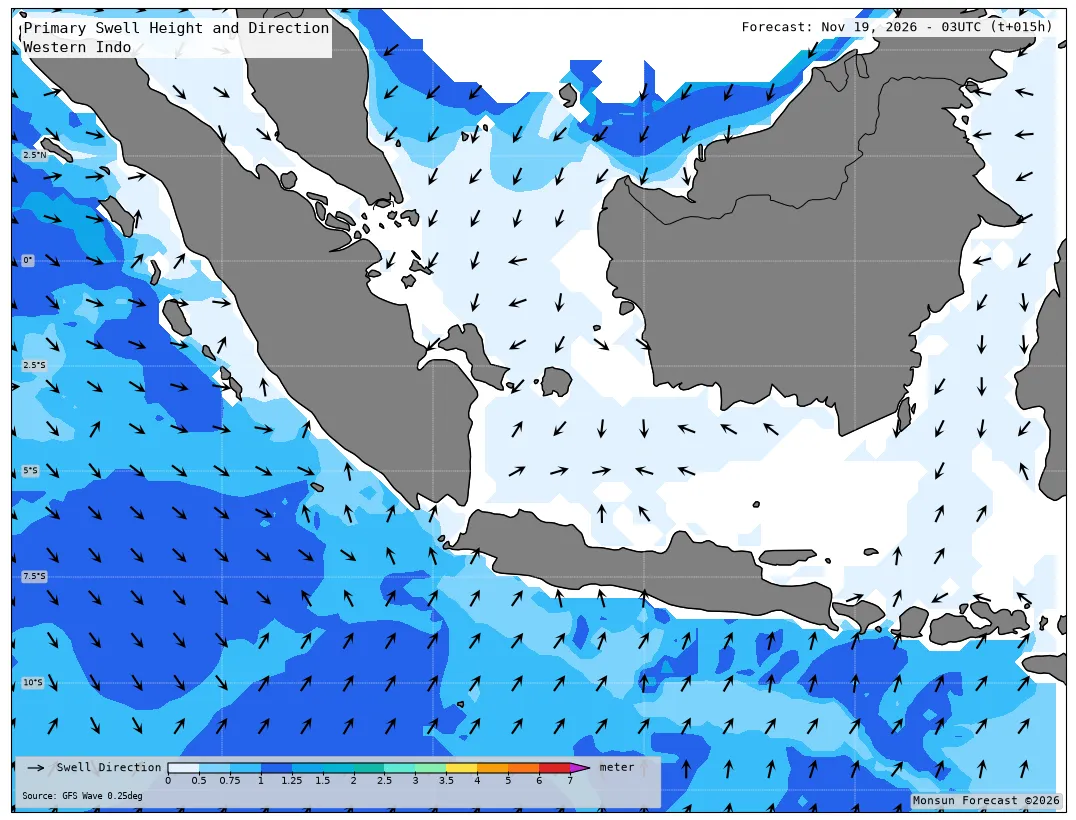 Primary Swell Height and Direction
Western Indo
Forecast: Nov 19, 2026 - 03UTC (t+015h)
2.5°N
0°
2.5°S
5°S
7.5°S
10°S
Swell Direction
0 0.5 0.75 1 1.25 1.5 2 2.5 3 3.5 4 5 6 7
meter
Source: GFS Wave 0.25deg
Monsun Forecast ©2026